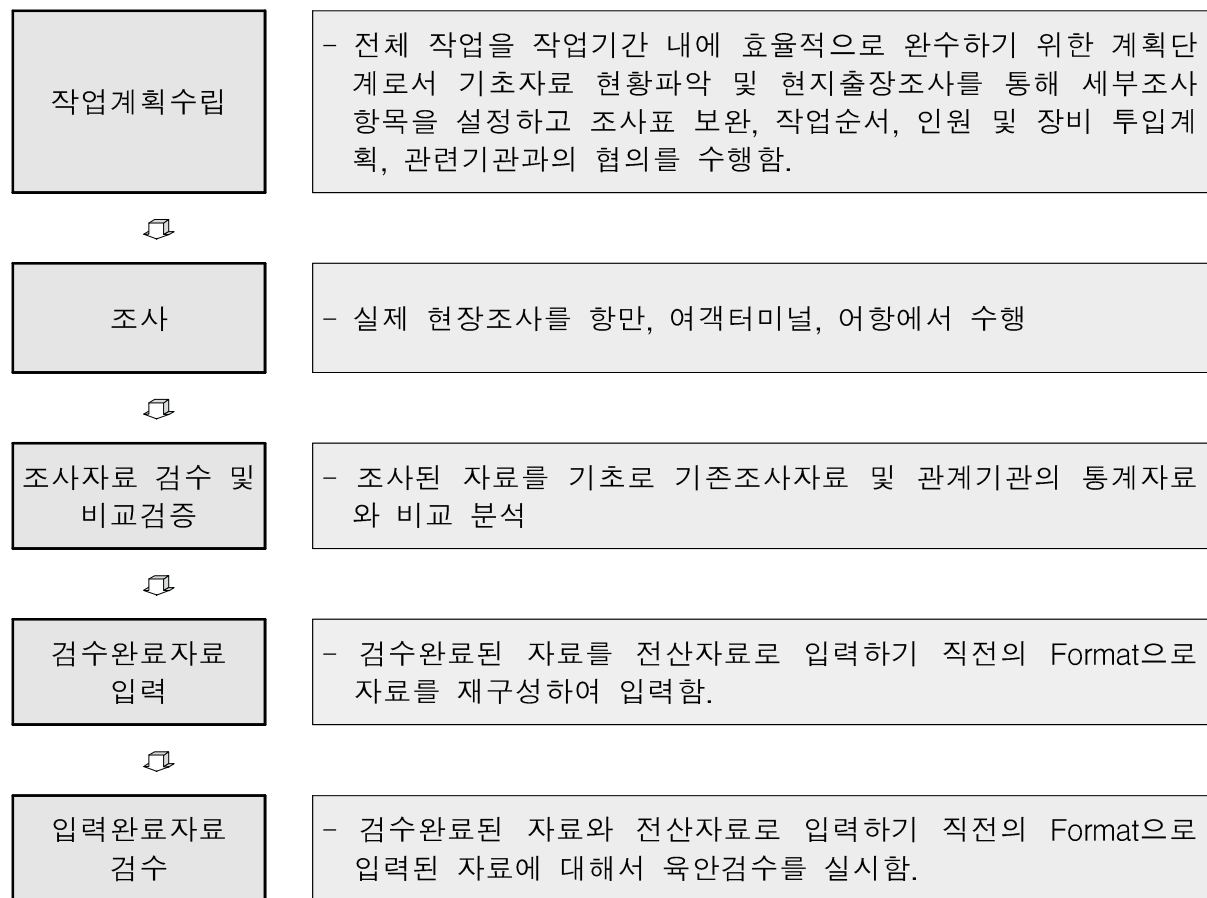 작업계획수립
- 전체 작업을 작업기간 내에 효율적으로 완수하기 위한 계획단
계로서 기초자료 현황파악 및 현지출장조사를 통해 세부조사
항목을 설정하고 조사표 보완, 작업순서, 인원 및 장비 투입계
획, 관련기관과의 협의를 수행함.
조사
- 실제 현장조사를 항만, 여객터미널, 어항에서 수행
조사자료 검수 및
비교검증
- 조사된 자료를 기초로 기존조사자료 및 관계기관의 통계자료
와 비교 분석
검수완료자료
입력
- 검수완료된 자료를 전산자료로 입력하기 직전의 Format으로
자료를 재구성하여 입력함.
입력완료자료
검수
- 검수완료된 자료와 전산자료로 입력하기 직전의 Format으로
입력된 자료에 대해서 육안검수를 실시함.